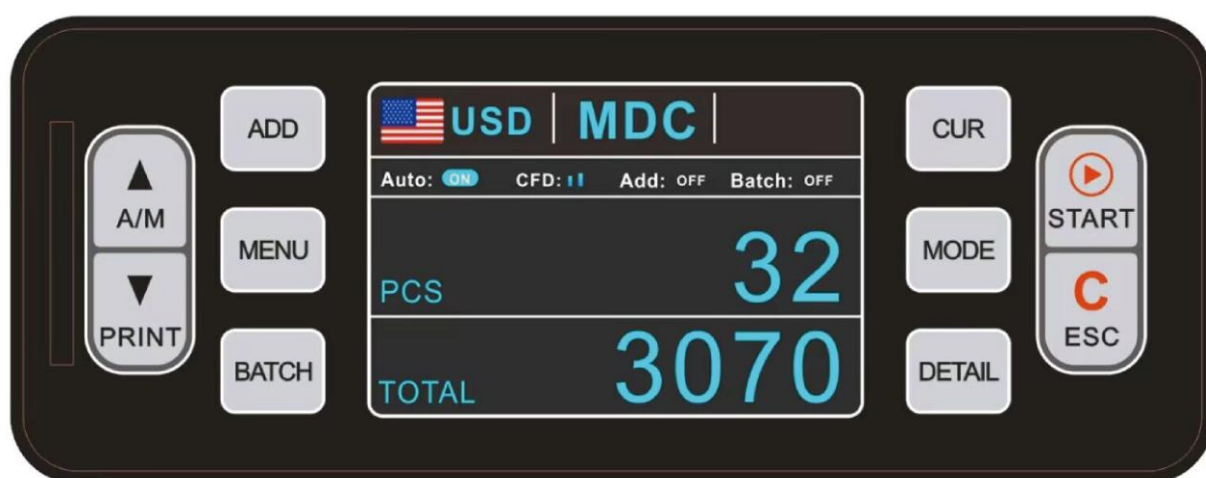 ADD
USD MDC
CUR
Auto: ON CFD: Add: OFF Batch: OFF
▲
A/M
START
MENU
PCS 32
MODE
▼
PRINT
C
ESC
BATCH
TOTAL 3070
DETAIL